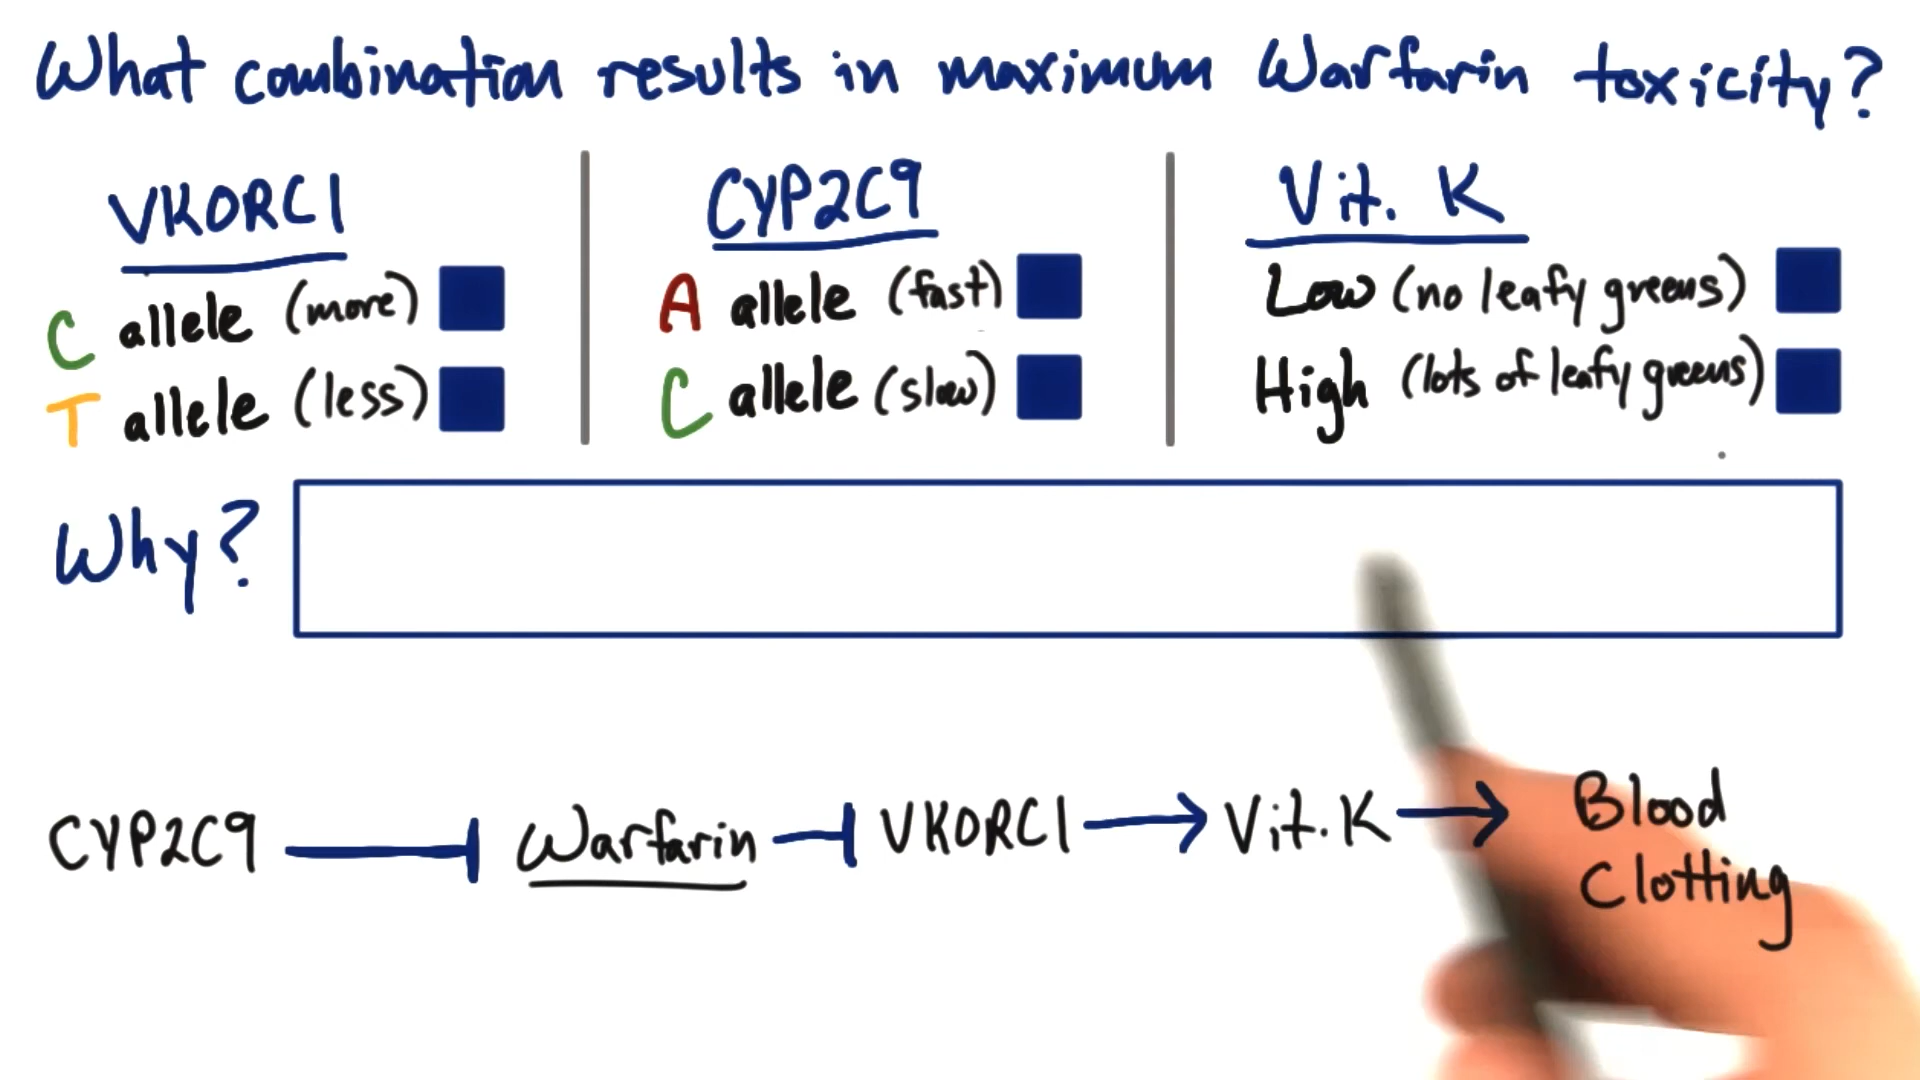 What combination results in maximum Warfarin toxicity?
VKORC1
C allele (more)
T allele (less)
CYP2C9
A allele (fast)
C allele (slow)
Vit. K
Low (no leafy greens)
High (lots of leafy greens)
Why?
CYP2C9 Warfarin VKORC1 Vit. K Blood
Clotting